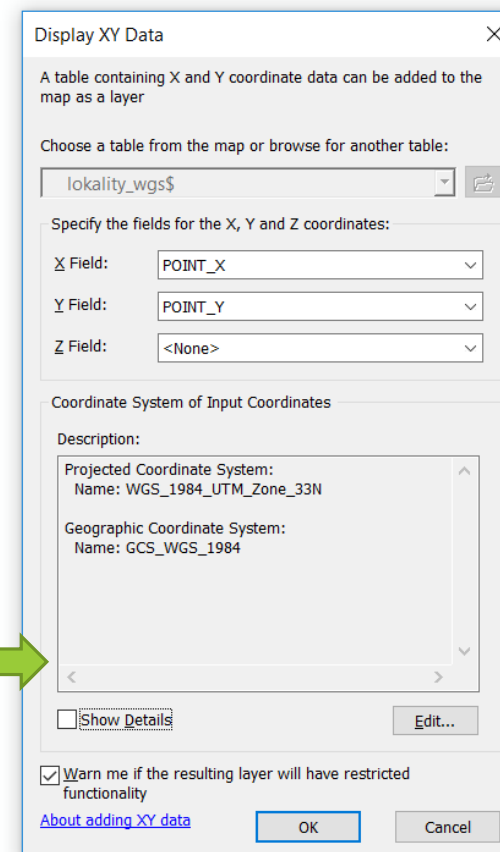 Display XY Data
A table containing X and Y coordinate data can be added to the
map as a layer
Choose a table from the map or browse for another table:
lokality_wgs$
Specify the fields for the X, Y and Z coordinates:
X Field:
POINT_X
Y Field:
POINT_Y
Z Field:
<None>
Coordinate System of Input Coordinates
Description:
Projected Coordinate System:
Name: WGS_1984_UTM_Zone_33N
Geographic Coordinate System:
Name: GCS_WGS_1984
Show Details
Edit...
Warn me if the resulting layer will have restricted
functionality
About adding XY data
OK
Cancel